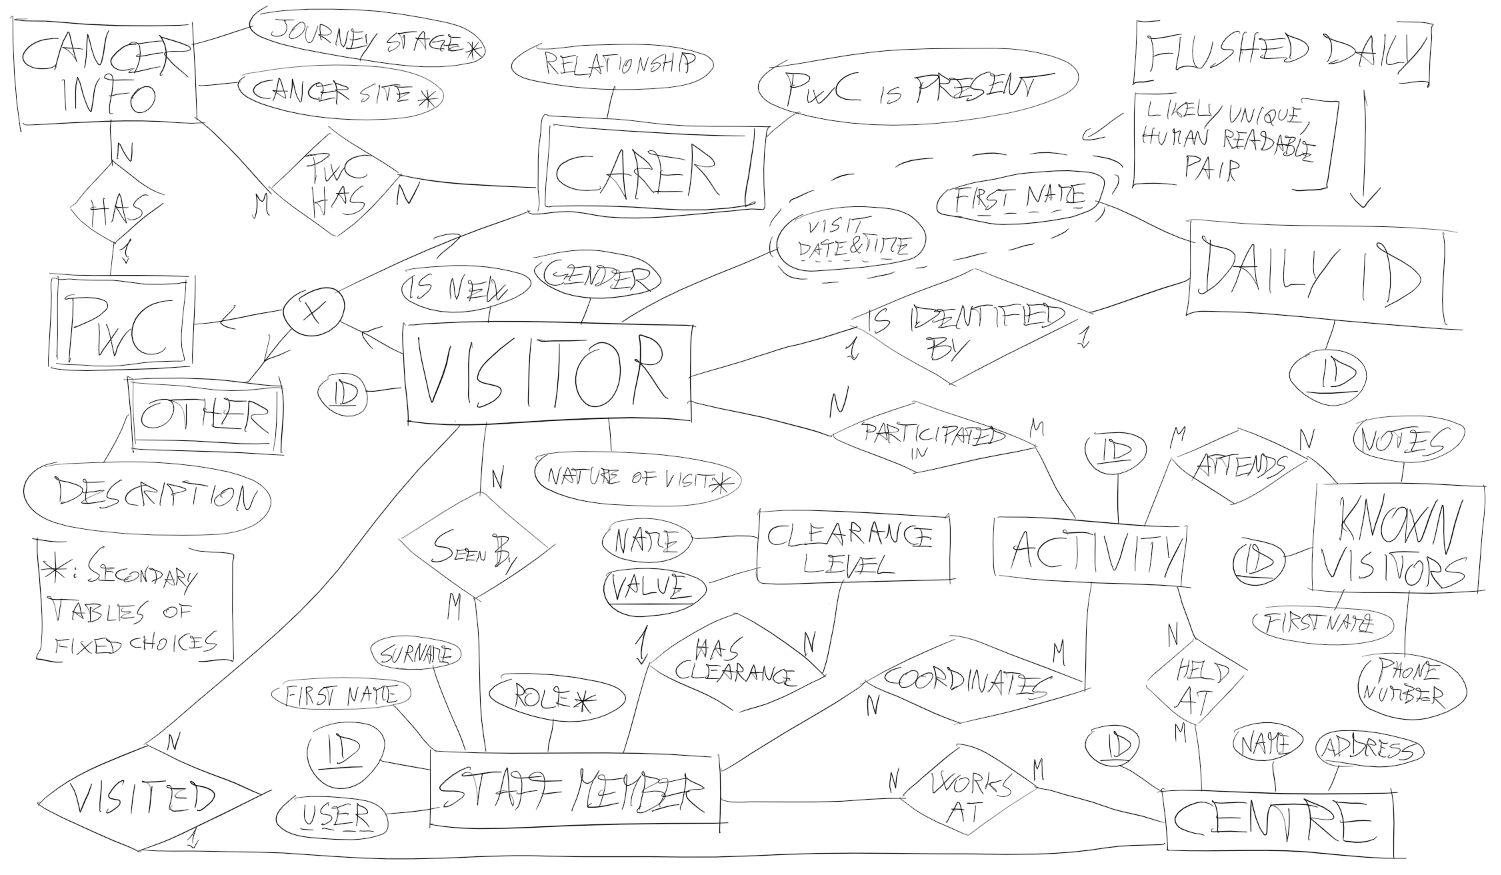 CANCER
INFO
JOURNEY STAGE*
CANCER SITE*
RELATIONSHIP
PwC IS PRESENT
[FLUSHED DAILY]
[LIKELY UNIQUE,
HUMAN READABLE
PAIR]
N
HAS
1
M
PwC
HAS
N
CARER
FIRST NAME
VISIT
DATE&TIME
DAILY ID
ID
PwC
X
IS NEW
GENDER
VISITOR
ID
1
IS IDENTIFIED
BY
1
OTHER
DESCRIPTION
NATURE OF VISIT*
N
PARTICIPATED
IN
M
ID
M
ATTENDS
N
NOTES
KNOWN
VISITORS
ID
FIRST NAME
PHONE
NUMBER
[*: SECONDARY
TABLES OF
FIXED CHOICES]
N
SEEN BY
M
NAME
VALUE
CLEARANCE
LEVEL
ACTIVITY
1
HAS
CLEARANCE
N
M
COORDINATES
N
N
HELD
AT
M
SURNAME
FIRST NAME
ROLE*
ID
USER
STAFF MEMBER
N
WORKS
AT
M
ID
NAME
ADDRESS
CENTRE
N
VISITED
1